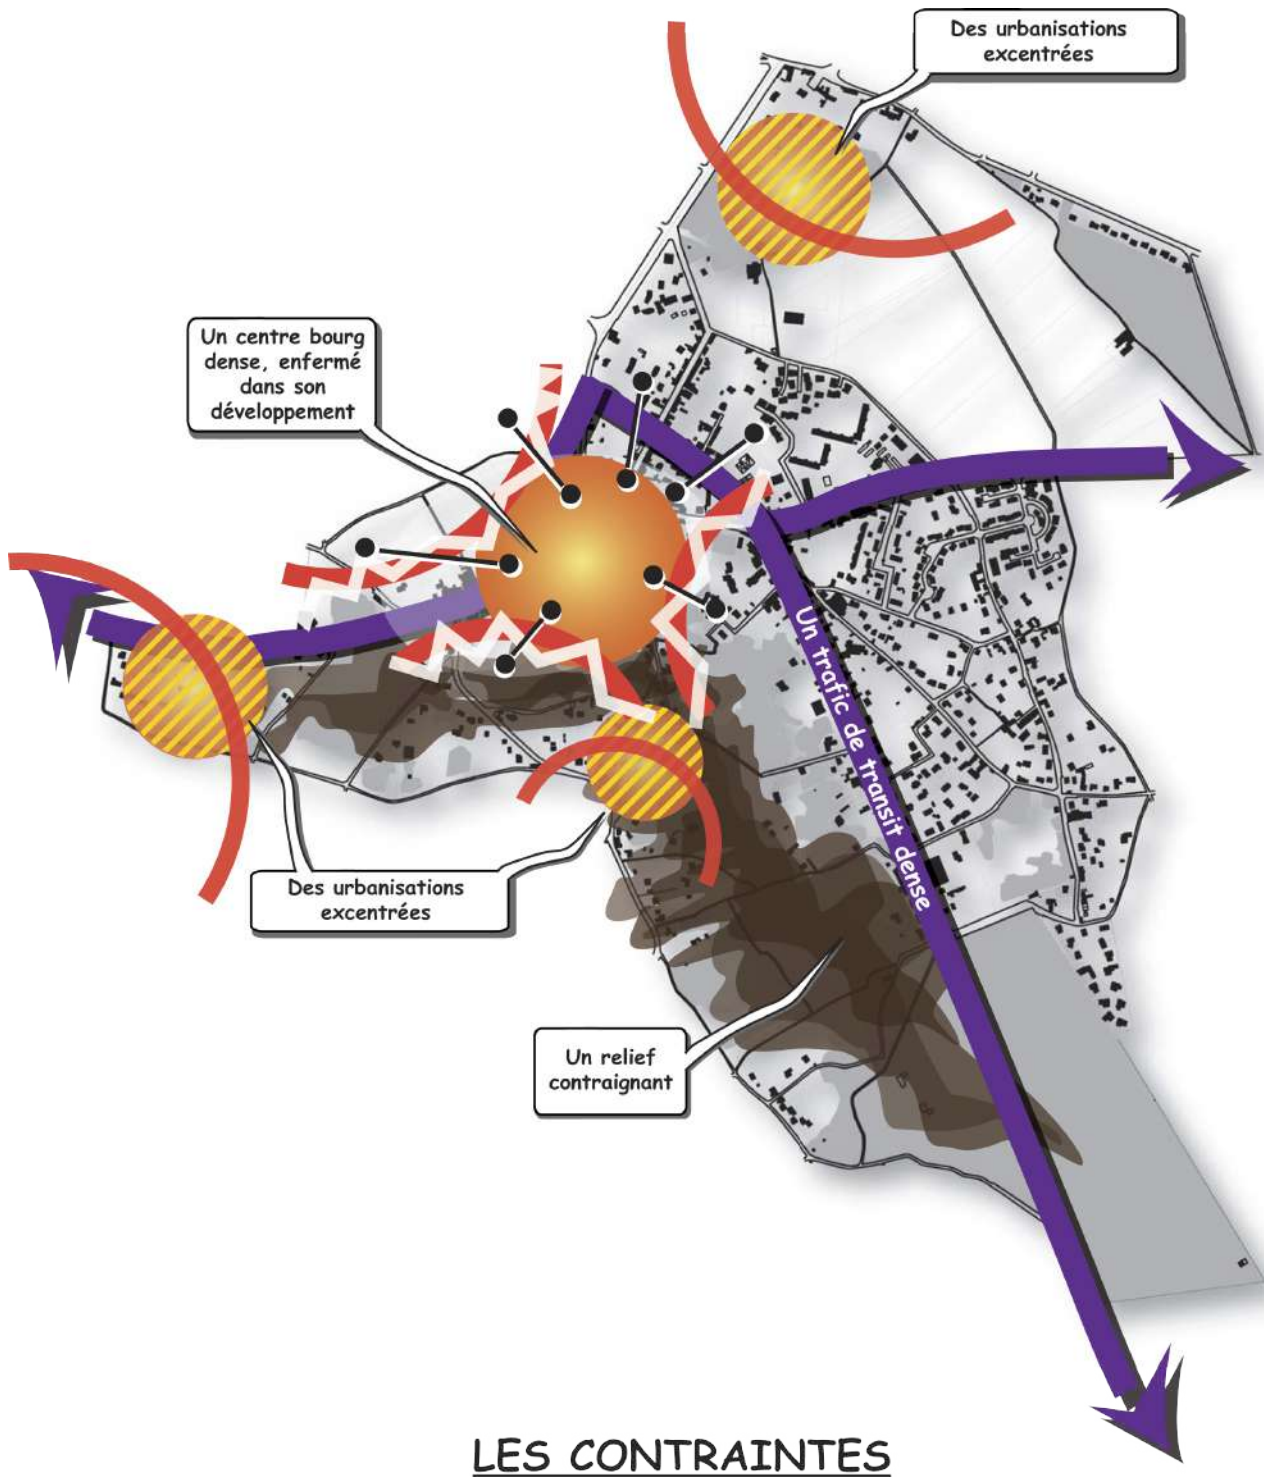 Des urbanisations
excentrées
Un centre bourg
dense, enfermé
dans son
développement
Un trafic de transit dense
Des urbanisations
excentrées
Un relief
contraignant
LES CONTRAINTES